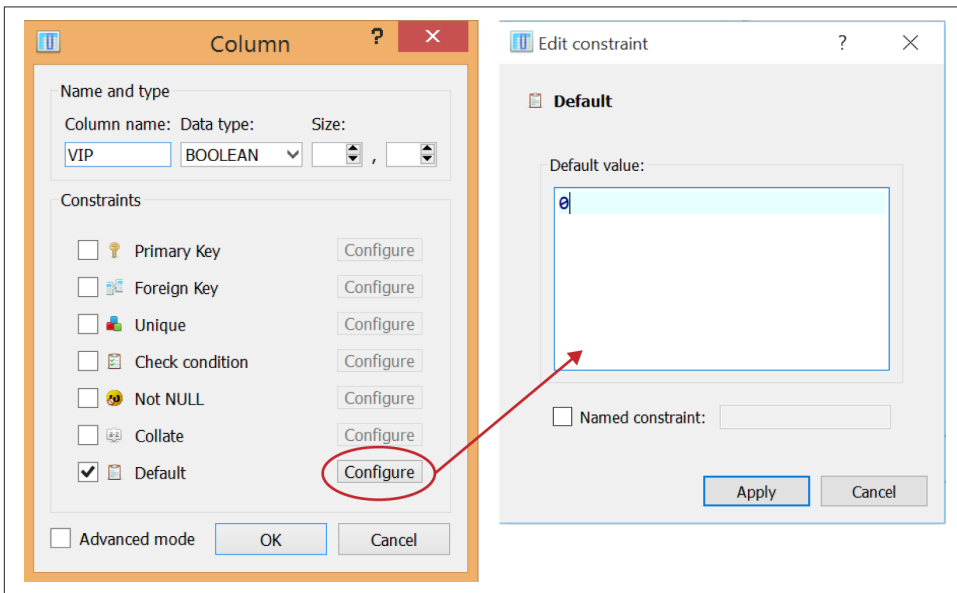 Column ?
Name and type
Column name: Data type: Size:
VIP BOOLEAN ,
Constraints
Primary Key Configure
Foreign Key Configure
Unique Configure
Check condition Configure
Not NULL Configure
Collate Configure
Default Configure
Advanced mode OK Cancel
Edit constraint ?
Default
Default value:
0
Named constraint:
Apply Cancel